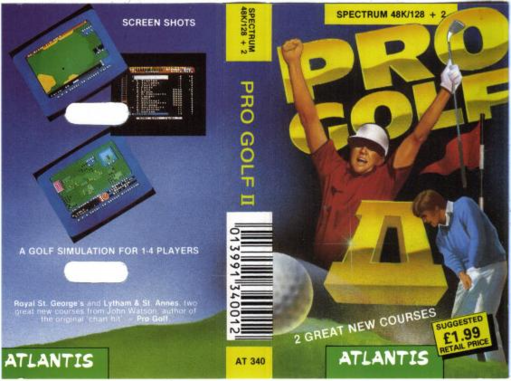 SCREEN SHOTS
A GOLF SIMULATION FOR 1-4 PLAYERS
Royal St. George's and Lytham & St. Annes, two
great new courses from John Watson, author of
the original 'chart hit' - Pro Golf.
ATLANTIS
SPECTRUM
48K/128 + 2
PRO GOLF II
013991 340012
AT 340
SPECTRUM 48K/128 + 2
PRO
GOLF
II
2 GREAT NEW COURSES
SUGGESTED
£1.99
RETAIL PRICE
ATLANTIS